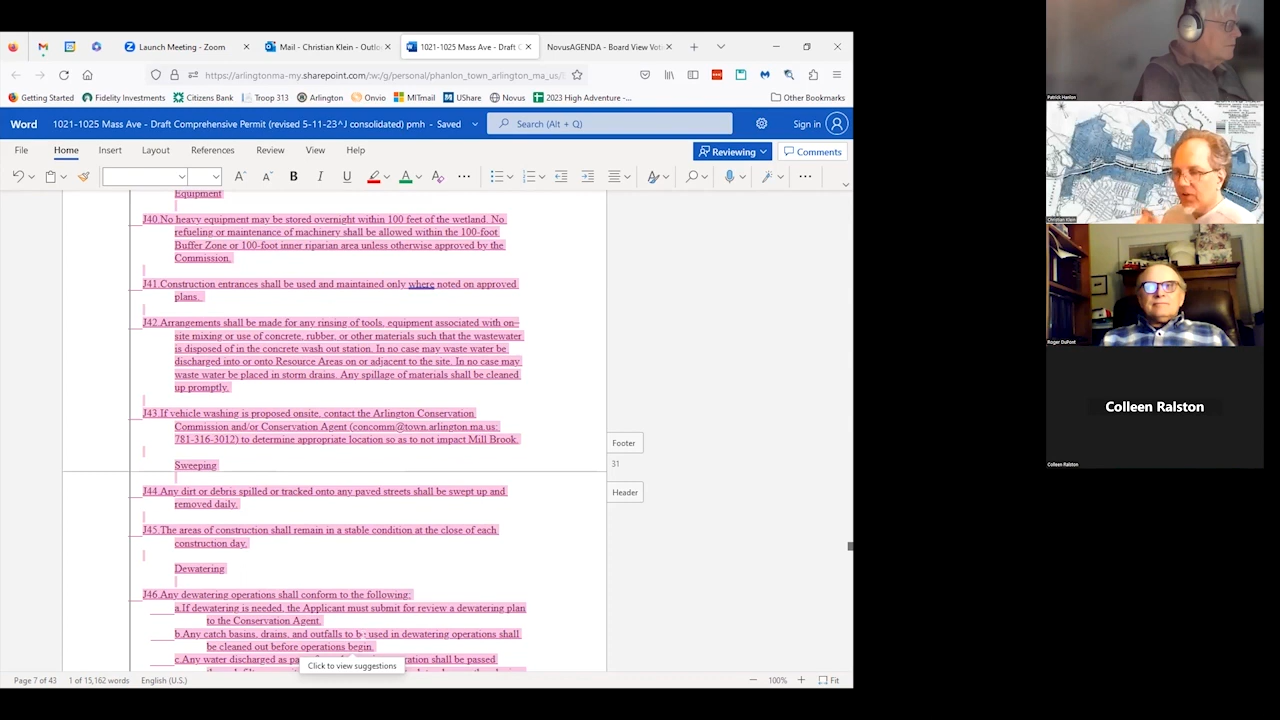 Launch Meeting - Zoom
Mail - Christian Klein - Outlo
1021-1025 Mass Ave - Draft C
NovusAGENDA - Board View Vot
https://arlingtonma-my.sharepoint.com/:w:/g/personal/phanlon_town_arlington_ma_us/
Getting Started
Fidelity Investments
Citizens Bank
Troop 313
Arlington
Onvio
MITmail
UShare
Novus
2023 High Adventure -...
Other Bookmarks
Word
1021-1025 Mass Ave - Draft Comprehensive Permit (revised 5-11-23^J consolidated) pmh - Saved
Search (Alt + Q)
sign in
File
Home
Insert
Layout
References
Review
View
Help
Reviewing
Comments
Equipment
J40.No heavy equipment may be stored overnight within 100 feet of the wetland. No
refueling or maintenance of machinery shall be allowed within the 100-foot
Buffer Zone or 100-foot inner riparian area unless otherwise approved by the
Commission.
J41.Construction entrances shall be used and maintained only where noted on approved
plans.
J42.Arrangements shall be made for any rinsing of tools, equipment associated with on-
site mixing or use of concrete, rubber, or other materials such that the wastewater
is disposed of in the concrete wash out station. In no case may waste water be
discharged into or onto Resource Areas on or adjacent to the site. In no case may
waste water be placed in storm drains. Any spillage of materials shall be cleaned
up promptly.
J43.If vehicle washing is proposed onsite, contact the Arlington Conservation
Commission and/or Conservation Agent (concomm@town.arlington.ma.us;
781-316-3012) to determine appropriate location so as to not impact Mill Brook.
Footer
31
Sweeping
Header
J44.Any dirt or debris spilled or tracked onto any paved streets shall be swept up and
removed daily.
J45.The areas of construction shall remain in a stable condition at the close of each
construction day.
Dewatering
J46.Any dewatering operations shall conform to the following:
a.If dewatering is needed, the Applicant must submit for review a dewatering plan
to the Conservation Agent.
b.Any catch basins, drains, and outfalls to be used in dewatering operations shall
be cleaned out before operations begin.
c.Any water discharged as pa
ration shall be passed
Click to view suggestions
Page 7 of 43
1 of 15,162 words
English (U.S.)
100%
Fit
Patrick Hanlon
Christian Klein
Roger DuPont
Colleen Ralston
Colleen Ralston